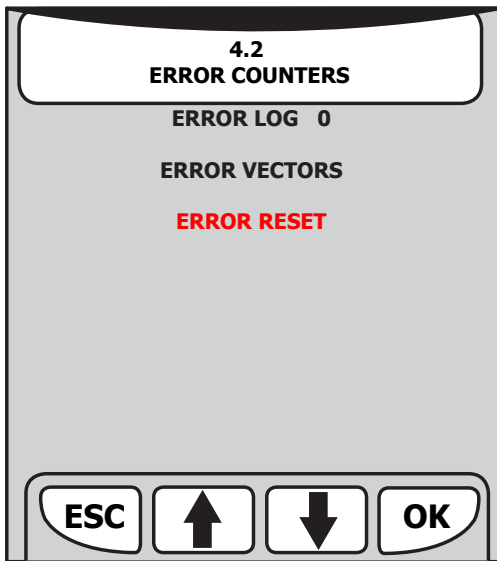 4.2
ERROR COUNTERS
ERROR LOG 0
ERROR VECTORS
ERROR RESET
ESC OK